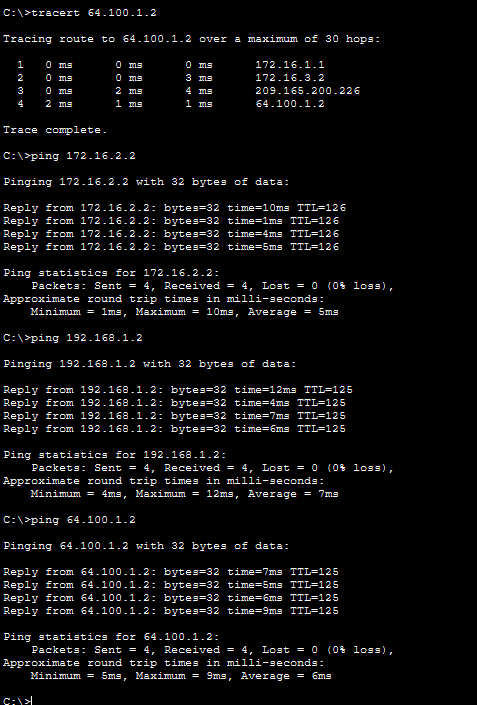 C:\>tracert 64.100.1.2
Tracing route to 64.100.1.2 over a maximum of 30 hops:
1 0 ms 0 ms 0 ms 172.16.1.1
2 0 ms 0 ms 3 ms 172.16.3.2
3 0 ms 2 ms 4 ms 209.165.200.226
4 2 ms 1 ms 1 ms 64.100.1.2
Trace complete.
C:\>ping 172.16.2.2
Pinging 172.16.2.2 with 32 bytes of data:
Reply from 172.16.2.2: bytes=32 time=10ms TTL=126
Reply from 172.16.2.2: bytes=32 time=1ms TTL=126
Reply from 172.16.2.2: bytes=32 time=4ms TTL=126
Reply from 172.16.2.2: bytes=32 time=5ms TTL=126
Ping statistics for 172.16.2.2:
Packets: Sent = 4, Received = 4, Lost = 0 (0% loss),
Approximate round trip times in milli-seconds:
Minimum = 1ms, Maximum = 10ms, Average = 5ms
C:\>ping 192.168.1.2
Pinging 192.168.1.2 with 32 bytes of data:
Reply from 192.168.1.2: bytes=32 time=12ms TTL=125
Reply from 192.168.1.2: bytes=32 time=4ms TTL=125
Reply from 192.168.1.2: bytes=32 time=7ms TTL=125
Reply from 192.168.1.2: bytes=32 time=6ms TTL=125
Ping statistics for 192.168.1.2:
Packets: Sent = 4, Received = 4, Lost = 0 (0% loss),
Approximate round trip times in milli-seconds:
Minimum = 4ms, Maximum = 12ms, Average = 7ms
C:\>ping 64.100.1.2
Pinging 64.100.1.2 with 32 bytes of data:
Reply from 64.100.1.2: bytes=32 time=7ms TTL=125
Reply from 64.100.1.2: bytes=32 time=5ms TTL=125
Reply from 64.100.1.2: bytes=32 time=6ms TTL=125
Reply from 64.100.1.2: bytes=32 time=9ms TTL=125
Ping statistics for 64.100.1.2:
Packets: Sent = 4, Received = 4, Lost = 0 (0% loss),
Approximate round trip times in milli-seconds:
Minimum = 5ms, Maximum = 9ms, Average = 6ms
C:\>